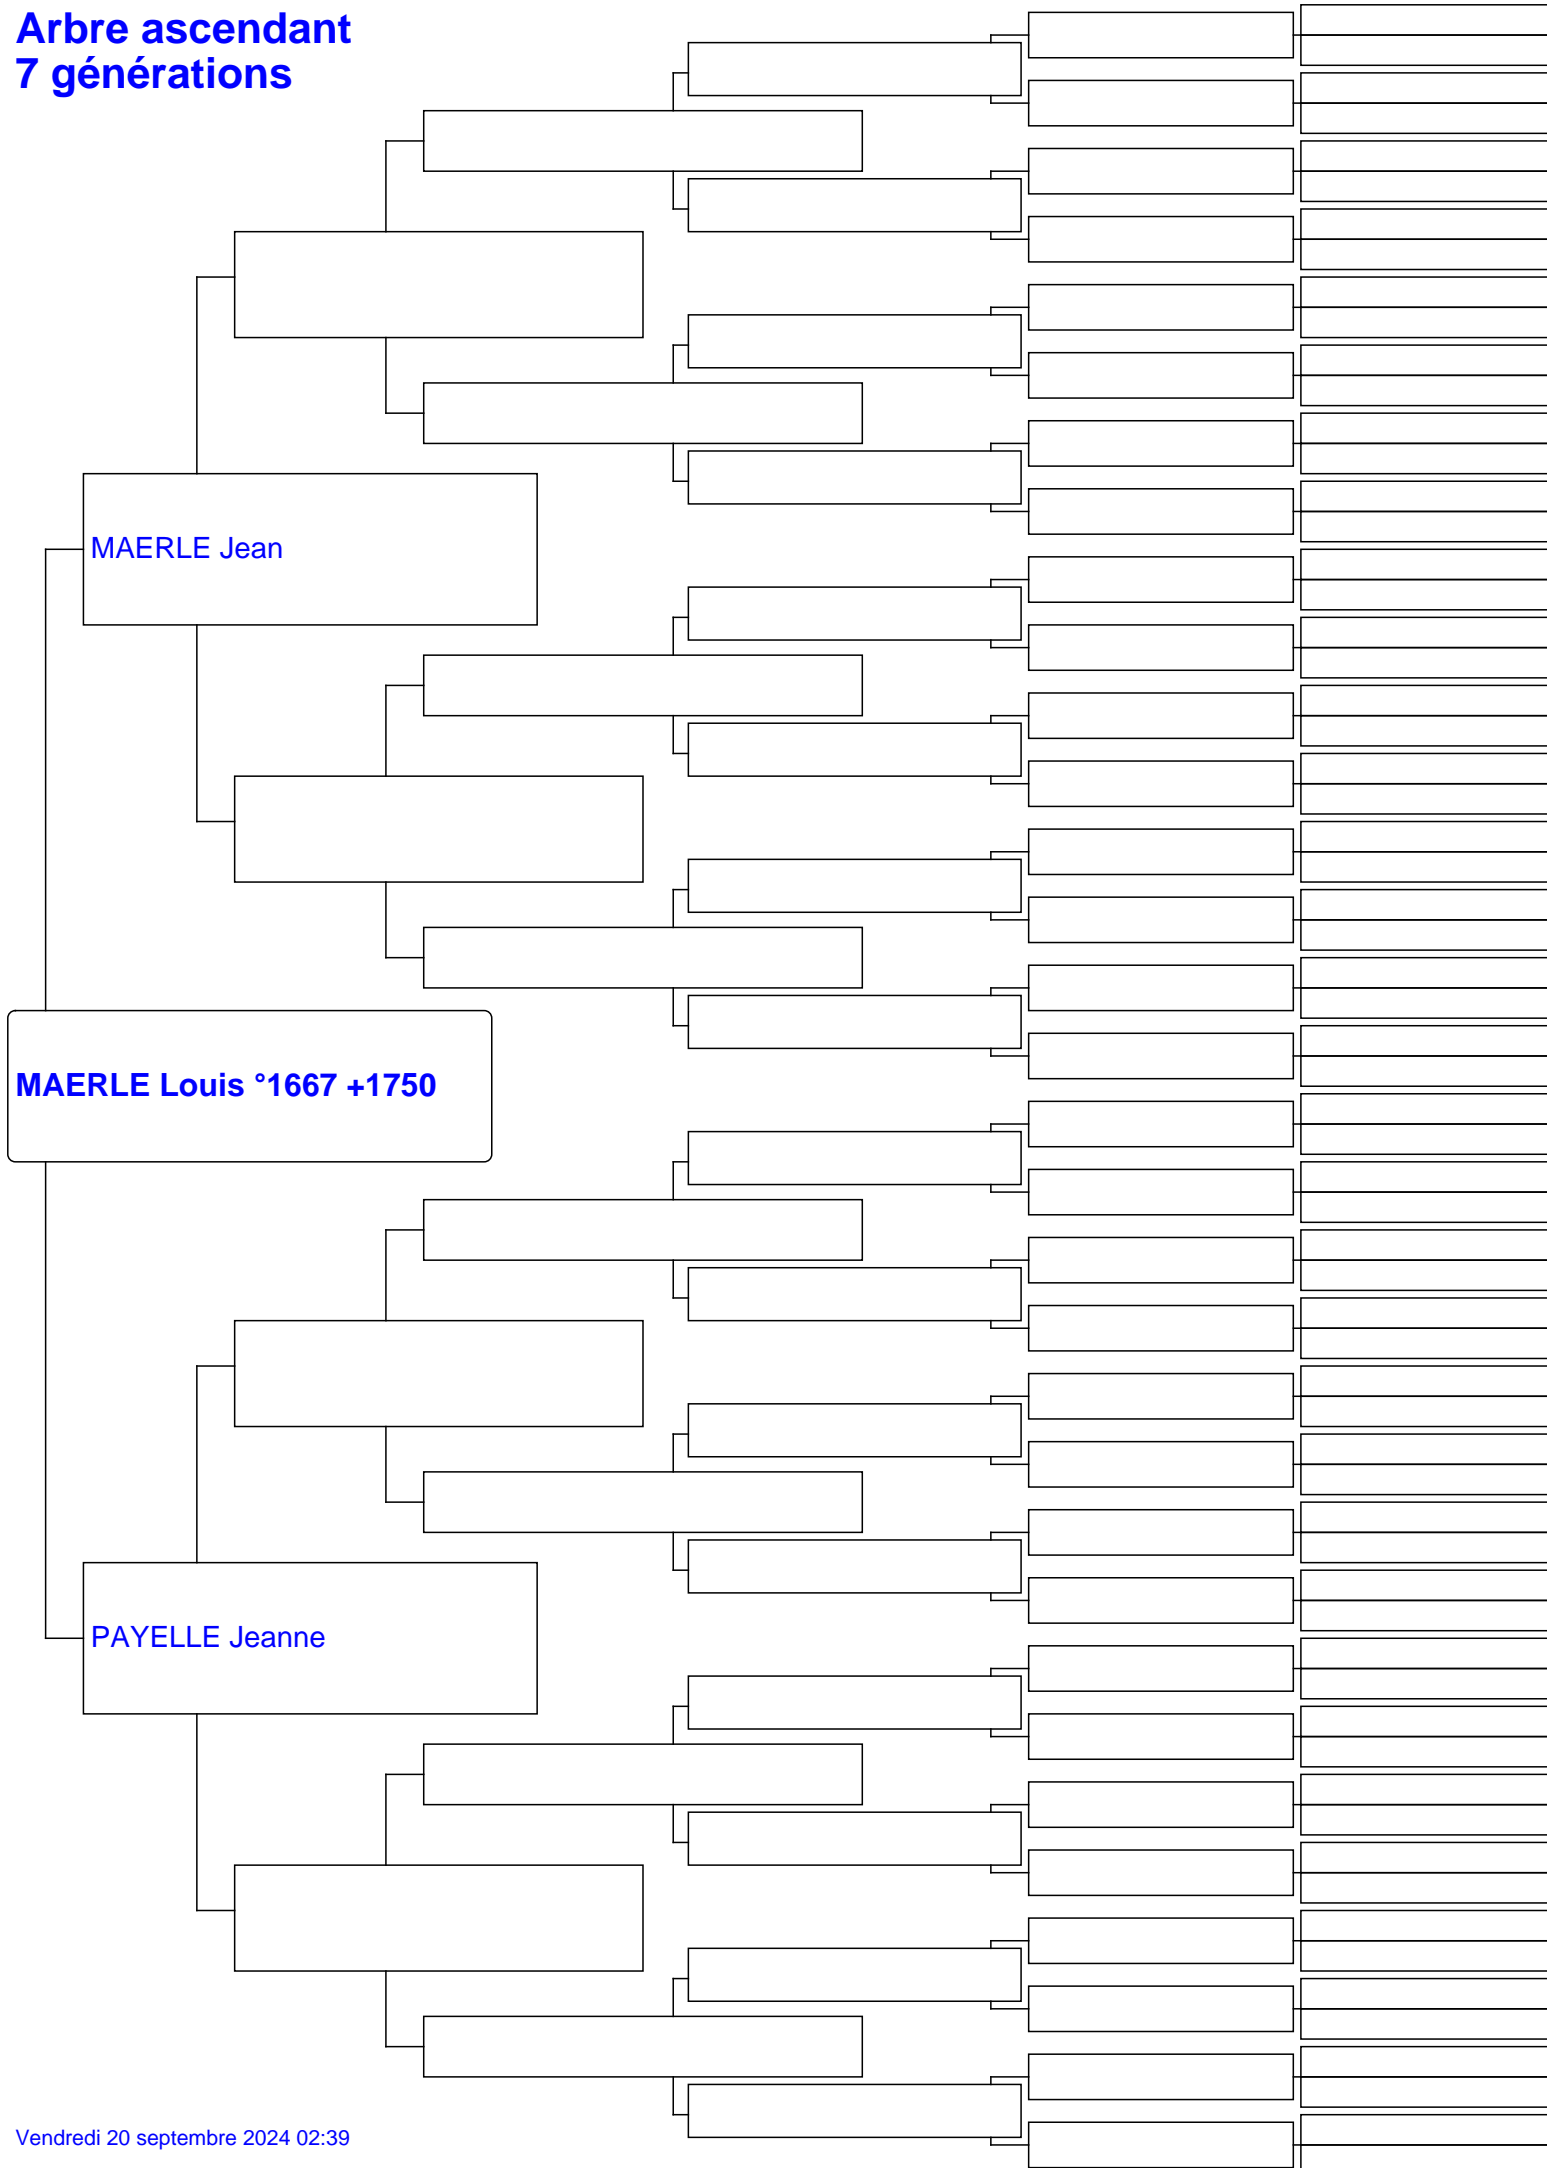 Arbre ascendant
7 générations
MAERLE Jean
MAERLE Louis °1667 +1750
PAYELLE Jeanne
Vendredi 20 septembre 2024 02:39